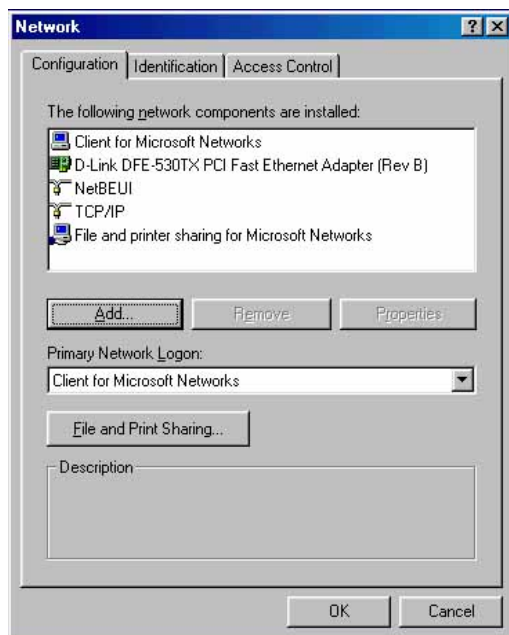 Network
Configuration Identification Access Control
The following network components are installed:
Client for Microsoft Networks
D-Link DFE-530TX PCI Fast Ethernet Adapter (Rev B)
NetBEUI
TCP/IP
File and printer sharing for Microsoft Networks
Add... Remove Properties
Primary Network Logon:
Client for Microsoft Networks
File and Print Sharing...
Description
OK Cancel